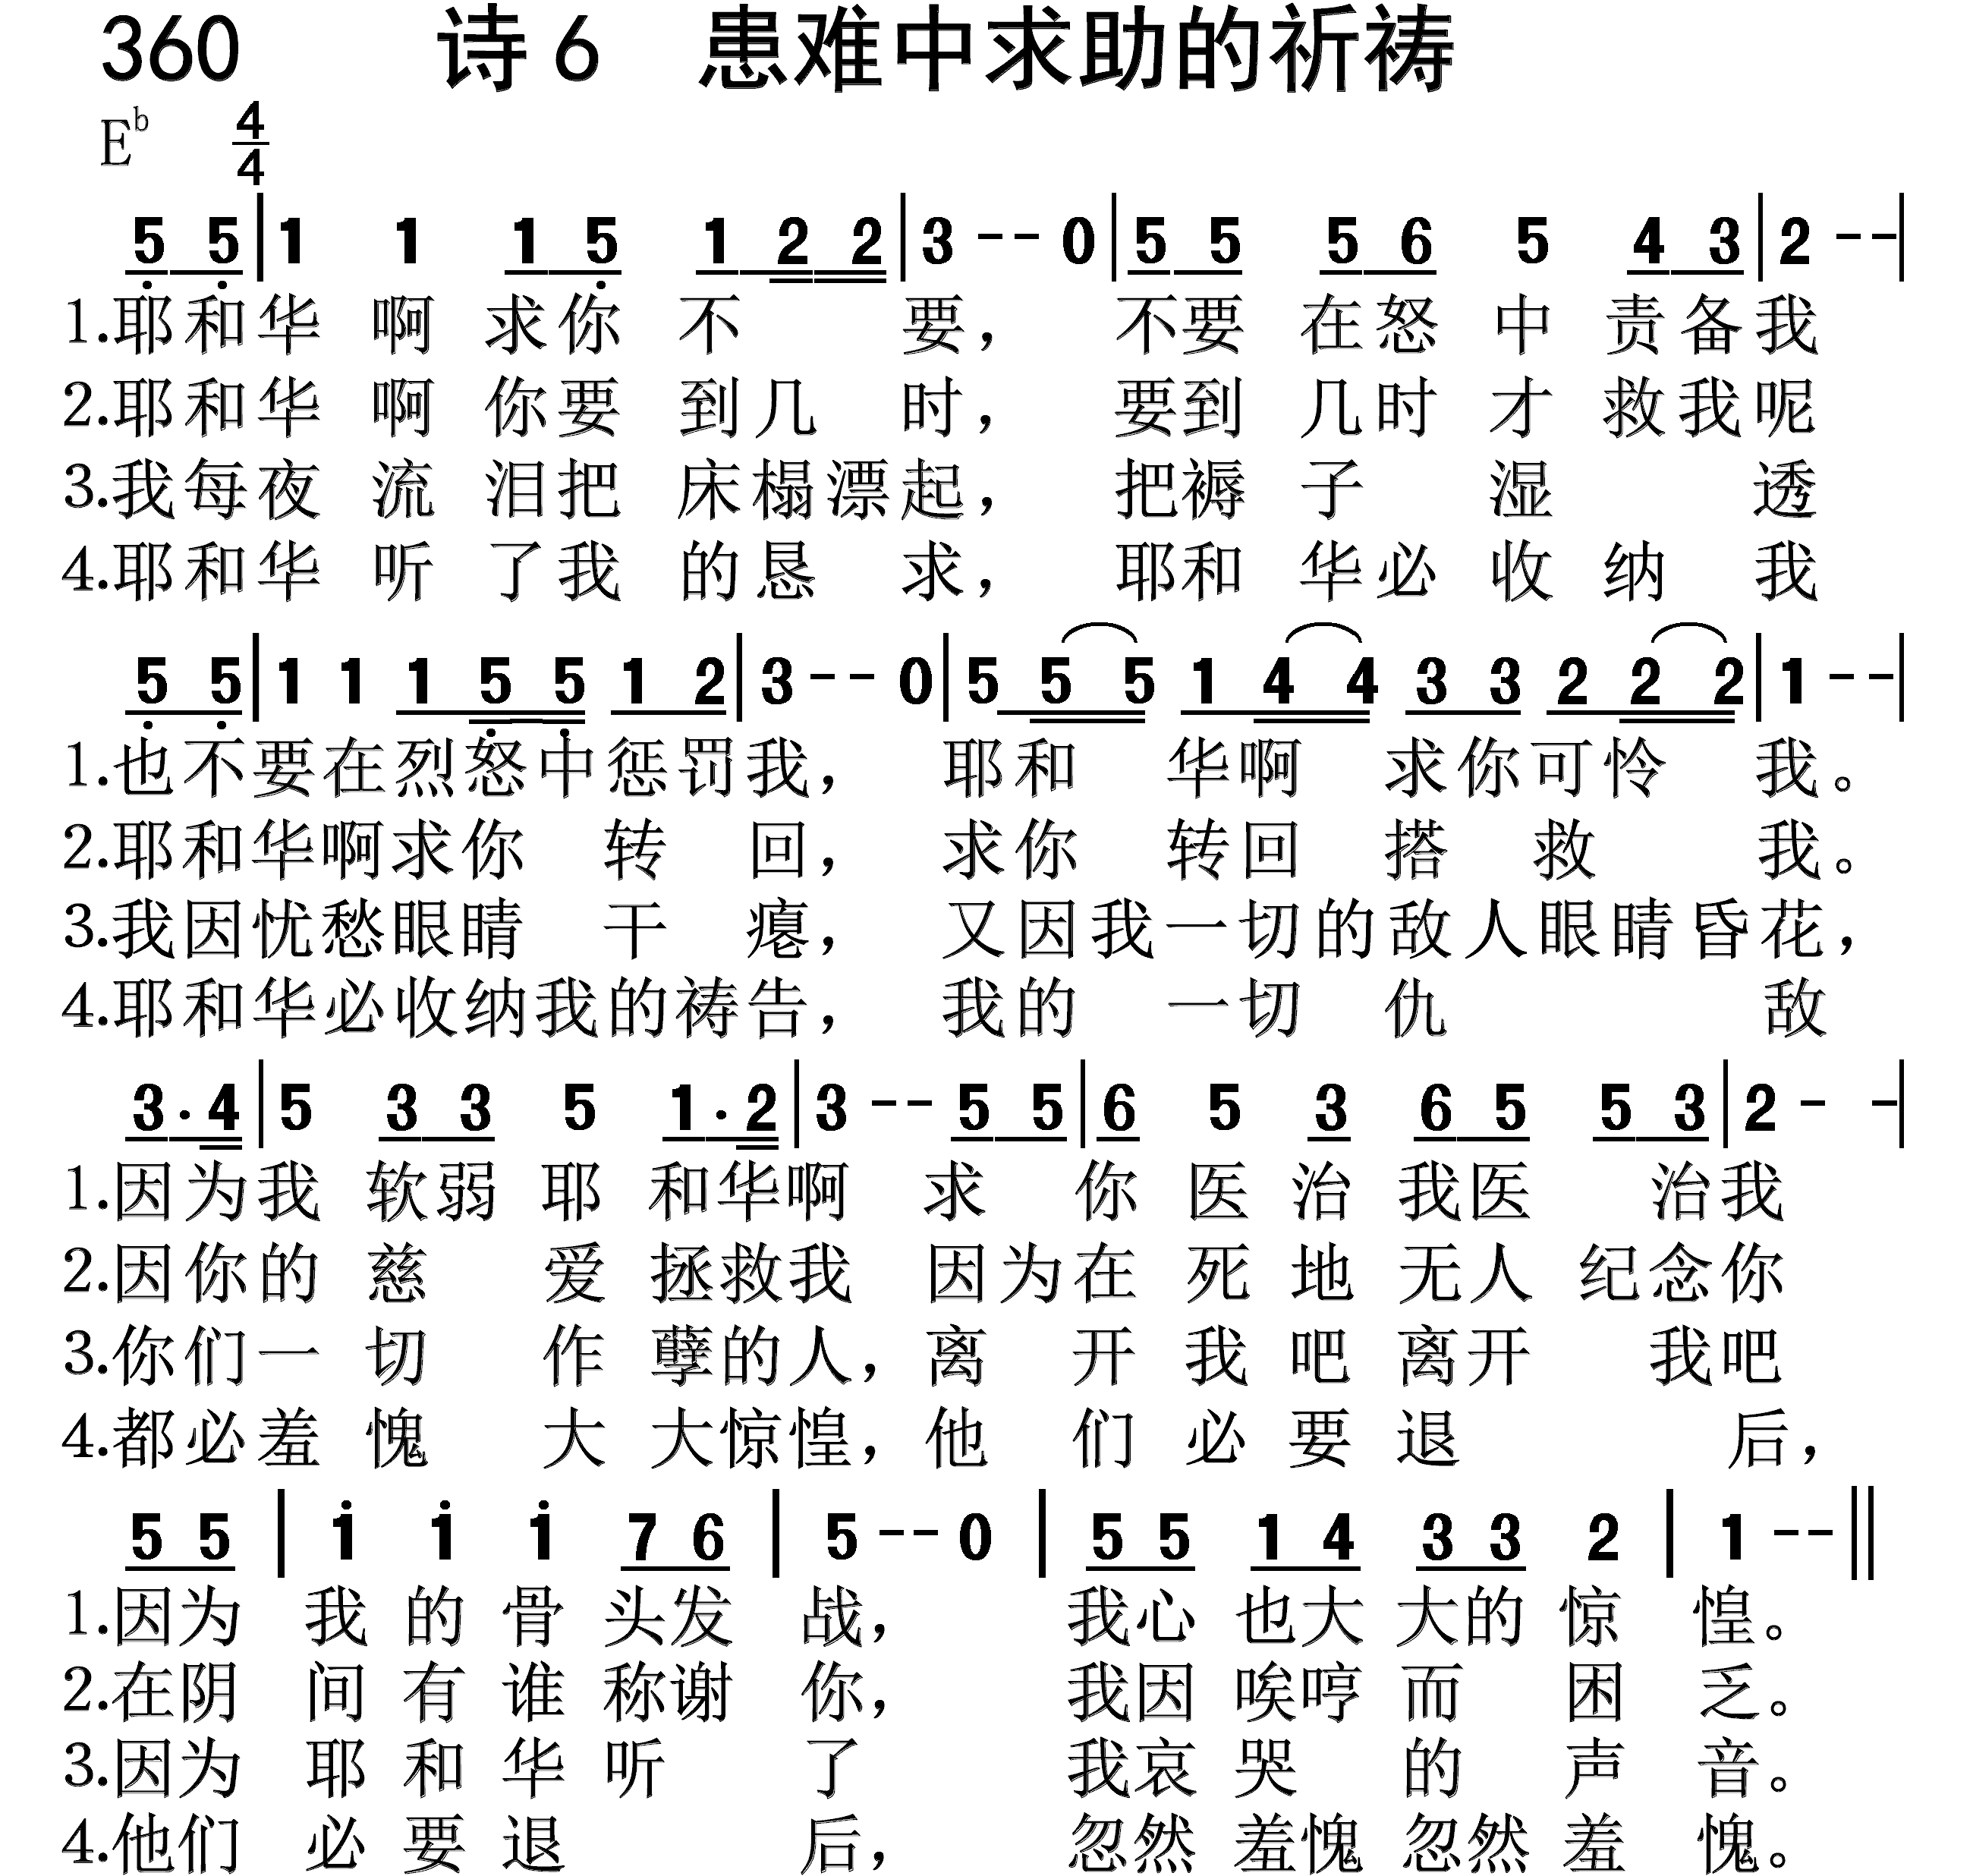 360 诗6 患难中求助的祈祷
E♭ 4/4
5 5 | 1 1 1 5 1 2 2 | 3 - - 0 | 5 5 5 6 5 4 3 | 2 - - |
1.耶和华啊求你不要，不要在怒中责备我
2.耶和华啊你要到几时，要到几时才救我呢
3.我每夜流泪把床榻漂起，把褥子湿透
4.耶和华听了我的恳求，耶和华必收纳我
5 5 | 1 1 1 5 5 1 2 | 3 - - 0 | 5 5 5 1 4 4 3 3 2 2 2 | 1 - - |
1.也不要在烈怒中惩罚我，耶和华啊求你可怜我。
2.耶和华啊求你转回，求你转回搭救我。
3.我因忧愁眼睛干瘪，又因我一切的敌人眼睛昏花，
4.耶和华必收纳我的祷告，我的一切仇敌
3 · 4 | 5 3 3 5 1 · 2 | 3 - - 5 5 | 6 5 3 6 5 5 3 | 2 - - |
1.因为我软弱耶和华啊求你医治我医治我
2.因你的慈爱拯救我因为在死地无人纪念你
3.你们一切作孽的人，离开我吧离开我吧
4.都必羞愧大大惊惶，他们必要退后，
5 5 | 1 1 1 7 6 | 5 - - 0 | 5 5 1 4 3 3 2 | 1 - - ||
1.因为我的骨头发战，我心也大大的惊惶。
2.在阴间有谁称谢你，我因唉哼而困乏。
3.因为耶和华听了我哀哭的声音。
4.他们必要退后，忽然羞愧忽然羞愧。